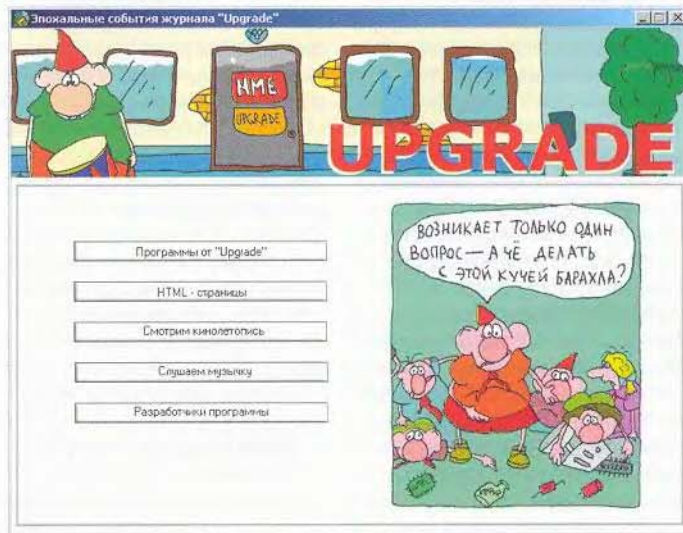 Эпохальные события журнала "Upgrade"
HME
UPGRADE
UPGRADE
Программы от "Upgrade"
HTML - страницы
Смотрим кинолетопись
Слушаем музычку
Разработчики программы
ВОЗНИКАЕТ ТОЛЬКО ОДИН
ВОПРОС — А ЧЁ ДЕЛАТЬ
С ЭТОЙ КУЧЕЙ БАРАХЛА?